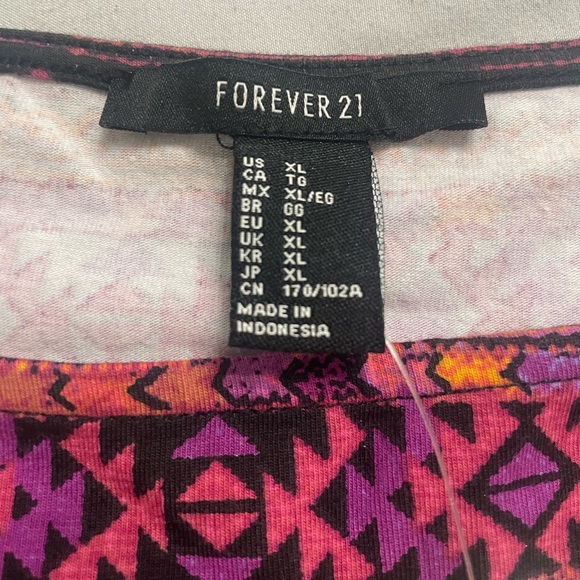 FOREVER 21
US XL
CA TG
MX XL/EG
BR GG
EU XL
UK XL
KR XL
JP XL
CN 170/102A
MADE IN
INDONESIA